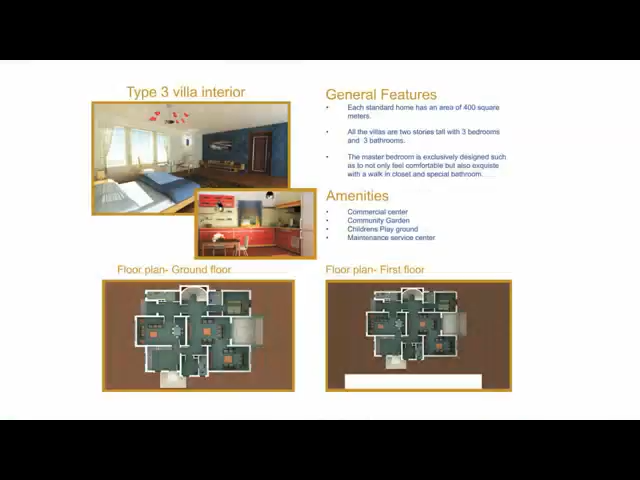 Type 3 villa interior
General Features
• Each standard home has an area of 400 square
meters.
• All the villas are two stories tall with 3 bedrooms
and 3 bathrooms.
• The master bedroom is exclusively designed such
as to not only feel comfortable but also exquiste
with a walk in closet and special bathroom.
Amenities
• Commercial center
• Community Garden
• Childrens Play ground
• Maintenance service center
Floor plan- Ground floor
Floor plan- First floor